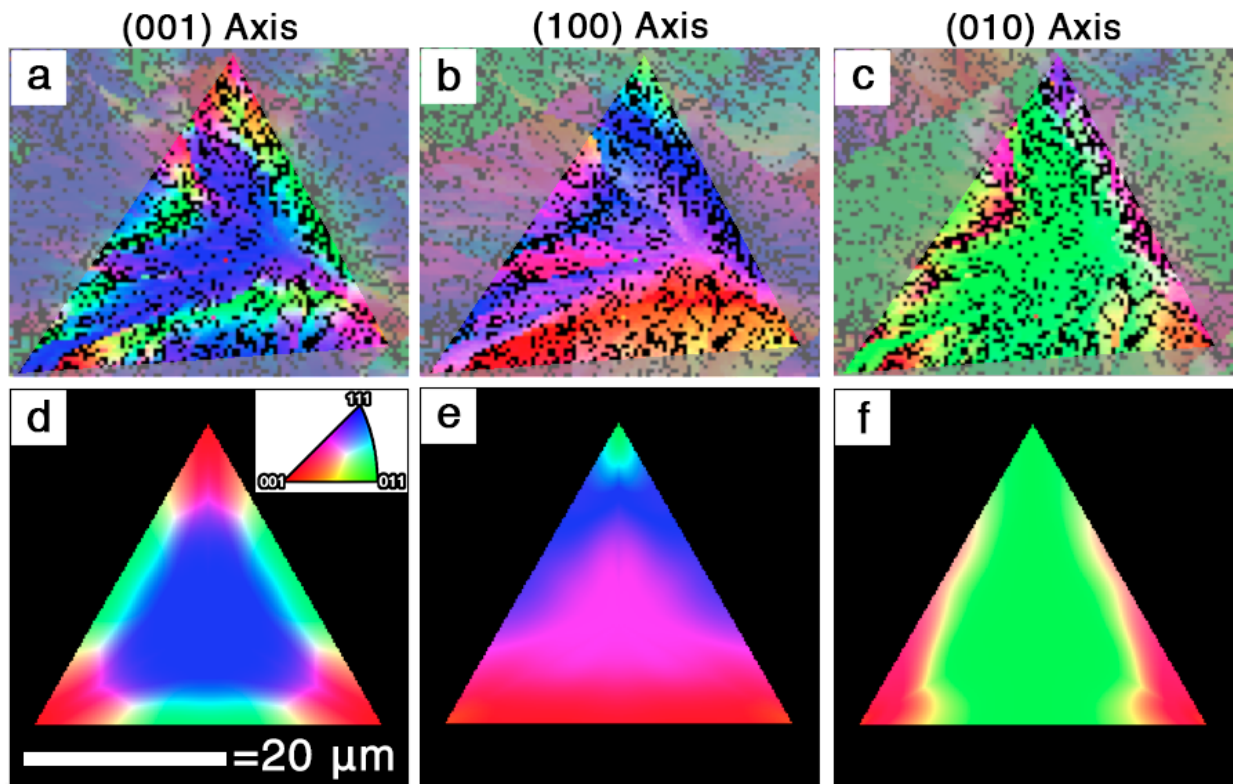 (001) Axis
(100) Axis
(010) Axis
a
b
c
d
111
001
011
e
f
=20 μm